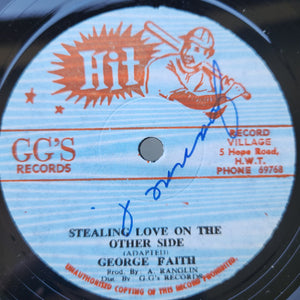 Hit
GG'S
RECORDS
RECORD
VILLAGE
5 Hope Road,
H.W.T.
PHONE 69768
STEALING LOVE ON THE
OTHER SIDE
(ADAPTED)
GEORGE FAITH
Prod. By: A. RANGLIN
Dist. By: G.G's RECORDS
UNAUTHORISED COPYING OF THIS RECORD PROHIBITED